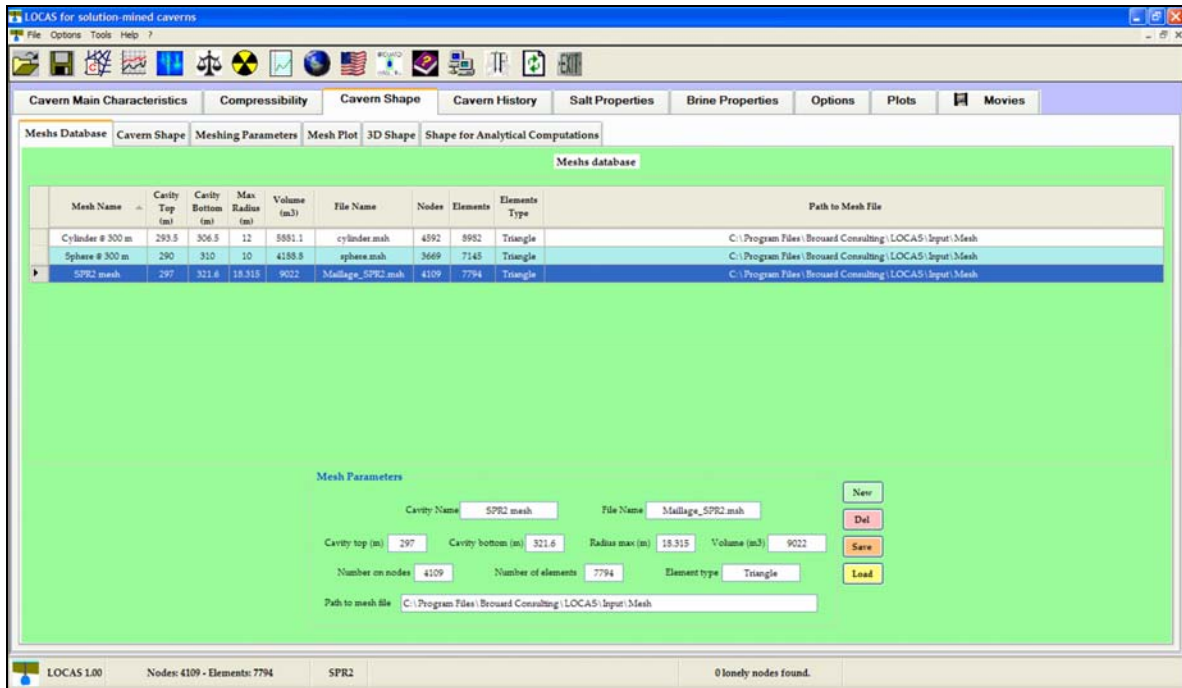 LOCAS for solution-mined caverns
File Options Tools Help ?
EXIT
Cavern Main Characteristics Compressibility Cavern Shape Cavern History Salt Properties Brine Properties Options Plots Movies
Meshs Database Cavern Shape Meshing Parameters Mesh Plot 3D Shape Shape for Analytical Computations
Meshs database
Mesh Name Cavity Top (m) Cavity Bottom (m) Max Radius (m) Volume (m3) File Name Nodes Elements Elements Type Path to Mesh File
Cylinder @ 300 m 293.5 306.5 12 5881.1 cylinder.msh 4592 8982 Triangle C:\Program Files\Brouard Consulting\LOCAS\Input\Mesh
Sphere @ 300 m 290 310 10 4188.8 sphere.msh 3669 7145 Triangle C:\Program Files\Brouard Consulting\LOCAS\Input\Mesh
SPR2 mesh 297 321.6 18.315 9022 Maillage_SPR2.msh 4109 7794 Triangle C:\Program Files\Brouard Consulting\LOCAS\Input\Mesh
Mesh Parameters
Cavity Name SPR2 mesh File Name Maillage_SPR2.msh
Cavity top (m) 297 Cavity bottom (m) 321.6 Radius max (m) 18.315 Volume (m3) 9022
Number on nodes 4109 Number of elements 7794 Element type Triangle
Path to mesh file C:\Program Files\Brouard Consulting\LOCAS\Input\Mesh
New
Del
Save
Load
LOCAS 1.00 Nodes: 4109 - Elements: 7794 SPR2 0 lonely nodes found.